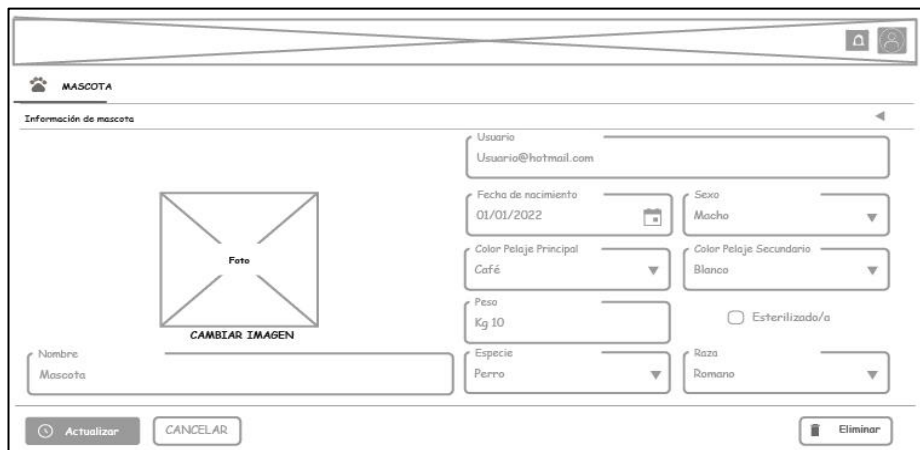 MASCOTA
Información de mascota
Usuario
Usuario@hotmail.com
Fecha de nacimiento
01/01/2022
Sexo
Macho
Color Pelaje Principal
Café
Color Pelaje Secundario
Blanco
Foto
CAMBIAR IMAGEN
Peso
Kg 10
Esterilizado/a
Nombre
Mascota
Especie
Perro
Raza
Romano
Actualizar
CANCELAR
Eliminar